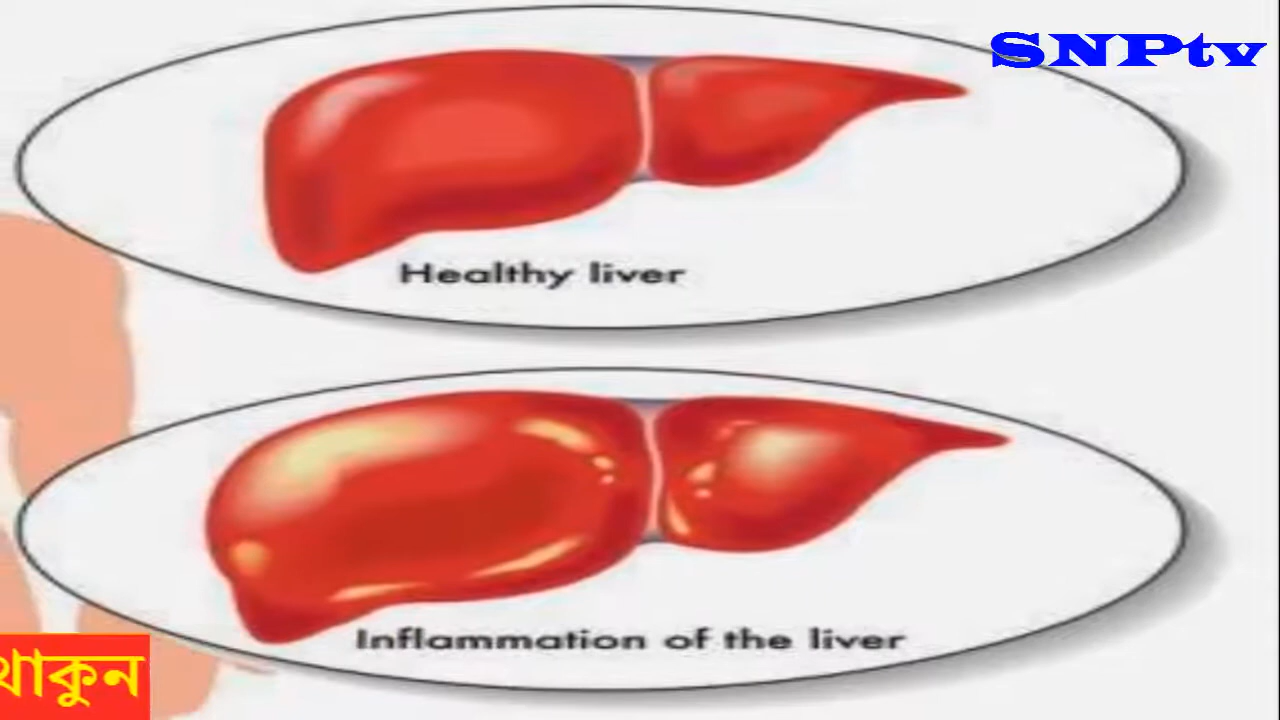 SNPtv
Healthy liver
Inflammation of the liver
থাকুন